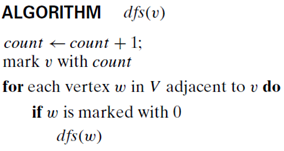 ALGORITHM dfs(v)
count ← count + 1;
mark v with count
for each vertex w in V adjacent to v do
if w is marked with 0
dfs(w)